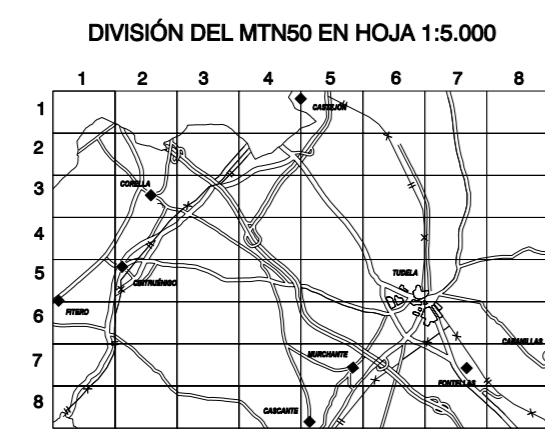 DIVISIÓN DEL MTN50 EN HOJA 1:5.000
1 2 3 4 5 6 7 8
1
CASTEJÓN
2
3
CORELLA
4
5
TUDELA
CINTRUÉNIGO
6
FITERO
CABANILLAS
7
MURCHANTE
FONTELLAS
8
CASCANTE